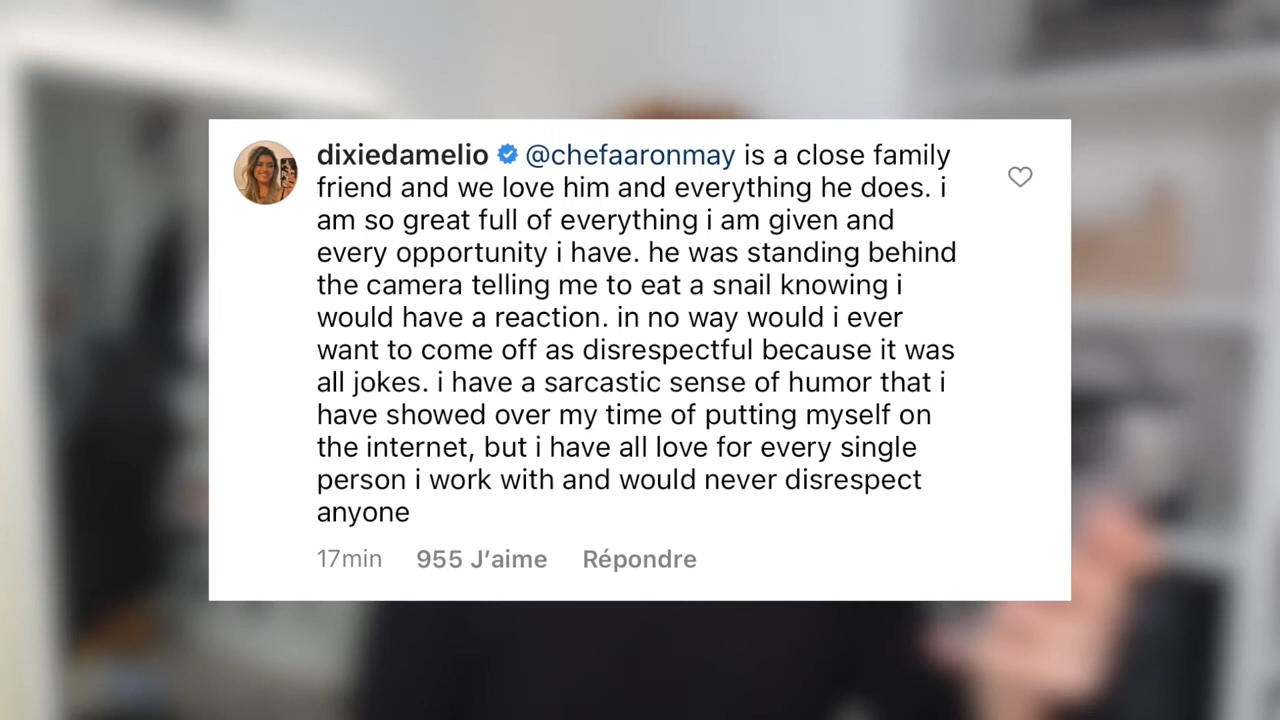 dixiedamelio @chefaaronmay is a close family
friend and we love him and everything he does. i
am so great full of everything i am given and
every opportunity i have. he was standing behind
the camera telling me to eat a snail knowing i
would have a reaction. in no way would i ever
want to come off as disrespectful because it was
all jokes. i have a sarcastic sense of humor that i
have showed over my time of putting myself on
the internet, but i have all love for every single
person i work with and would never disrespect
anyone
17min 955 J’aime Répondre